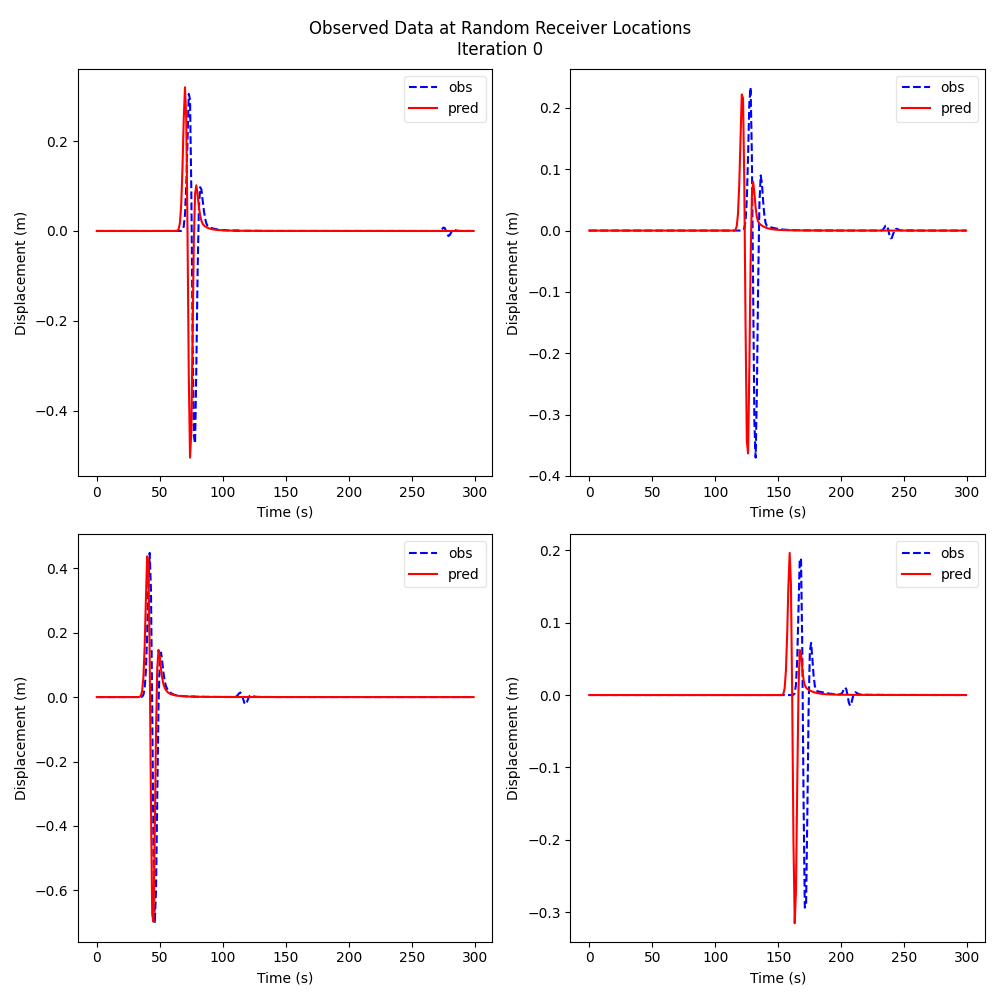 Observed Data at Random Receiver Locations
Iteration 0
obs
pred
0.2
0.0
−0.2
−0.4
Displacement (m)
0 50 100 150 200 250 300
Time (s)
obs
pred
0.2
0.1
0.0
−0.1
−0.2
−0.3
−0.4
Displacement (m)
0 50 100 150 200 250 300
Time (s)
obs
pred
0.4
0.2
0.0
−0.2
−0.4
−0.6
Displacement (m)
0 50 100 150 200 250 300
Time (s)
obs
pred
0.2
0.1
0.0
−0.1
−0.2
−0.3
Displacement (m)
0 50 100 150 200 250 300
Time (s)